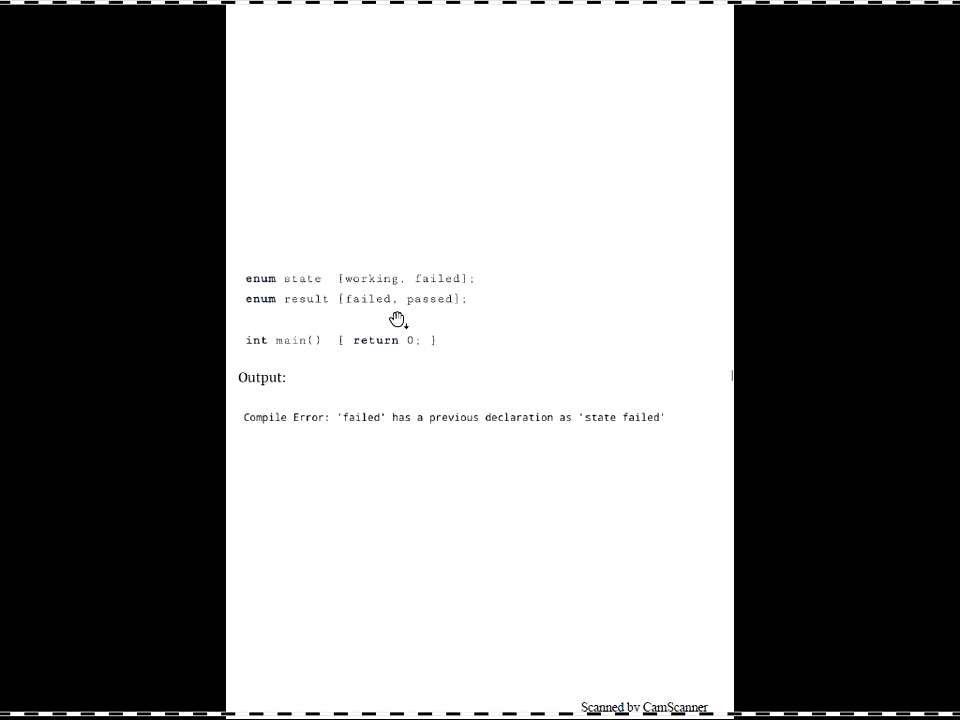 enum state {working, failed};
enum result {failed, passed};
int main() { return 0; }
Output:
Compile Error: 'failed' has a previous declaration as 'state failed'
Scanned by CamScanner